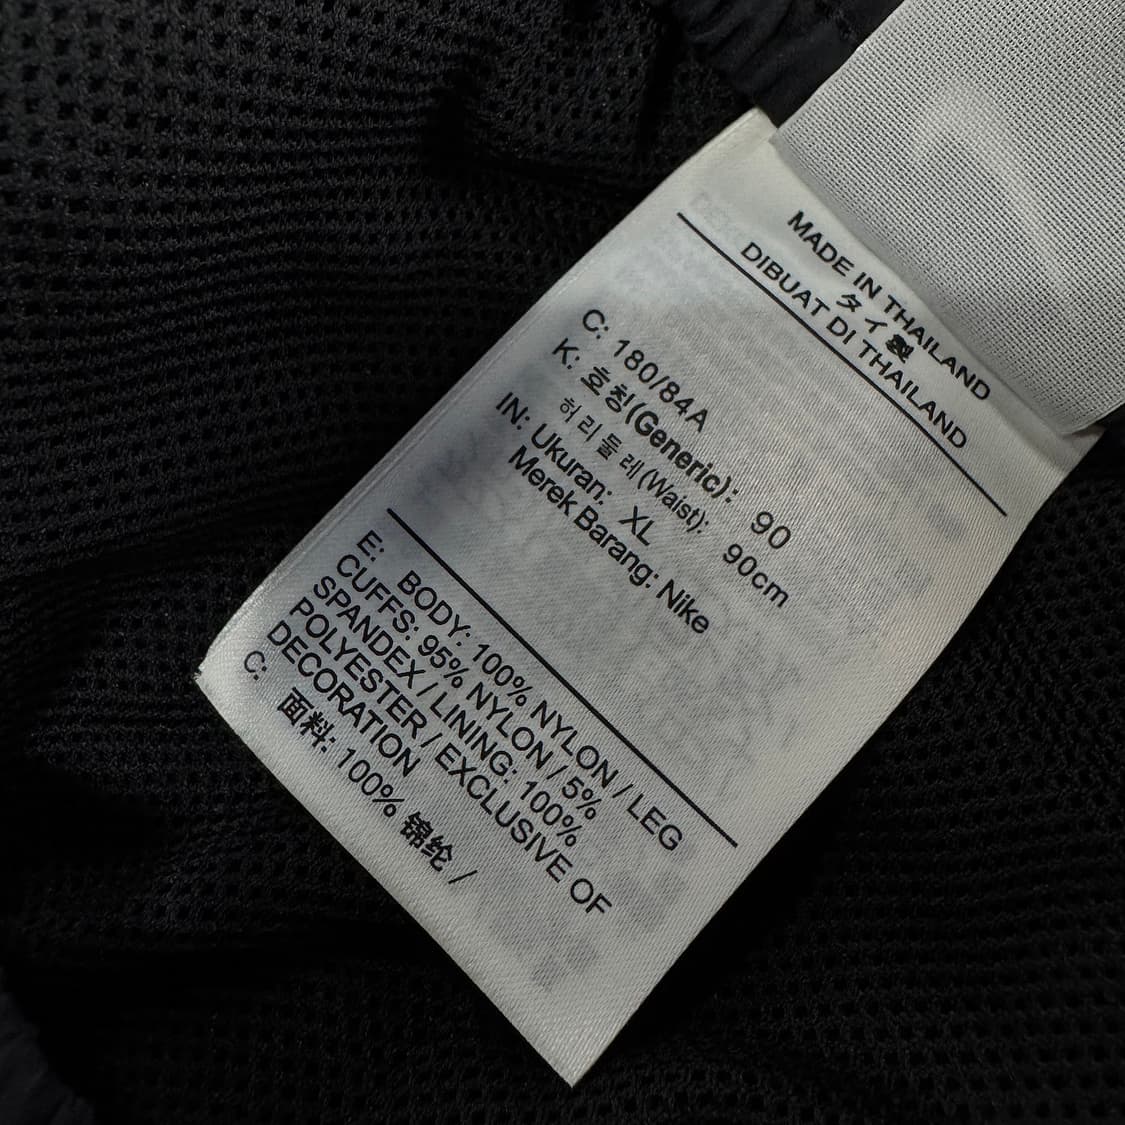 MADE IN THAILAND
タイ製
DIBUAT DI THAILAND
C: 180/84A
K: 호칭(Generic): 90
허리둘레(Waist): 90cm
IN: Ukuran: XL
Merek Barang: Nike
E: BODY: 100% NYLON / LEG
CUFFS: 95% NYLON / 5%
SPANDEX / LINING: 100%
POLYESTER / EXCLUSIVE OF
DECORATION
C: 面料: 100% 锦纶 /